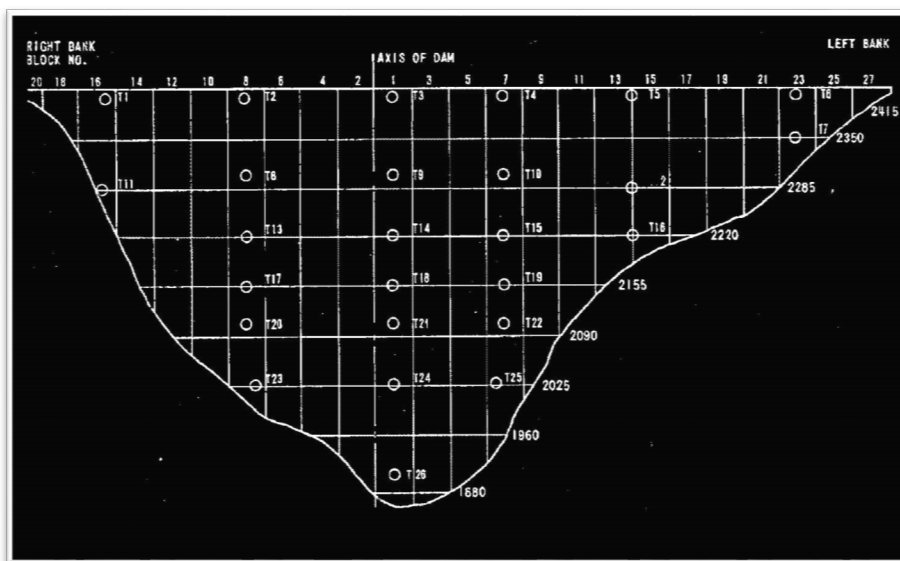 RIGHT BANK
BLOCK NO.
AXIS OF DAM
LEFT BANK
20 18 16 14 12 10 8 6 4 2 1 3 5 7 9 11 13 14 15 17 19 21 23 25 27
T1 T2 T3 T4 T5 T6
2415
T7
2350
T6 T9 T10
T11 2
2285
T13 T14 T15 T16
2220
T17 T18 T19
2155
T20 T21 T22
2090
T23 T24 T25
2025
1960
T26
1880